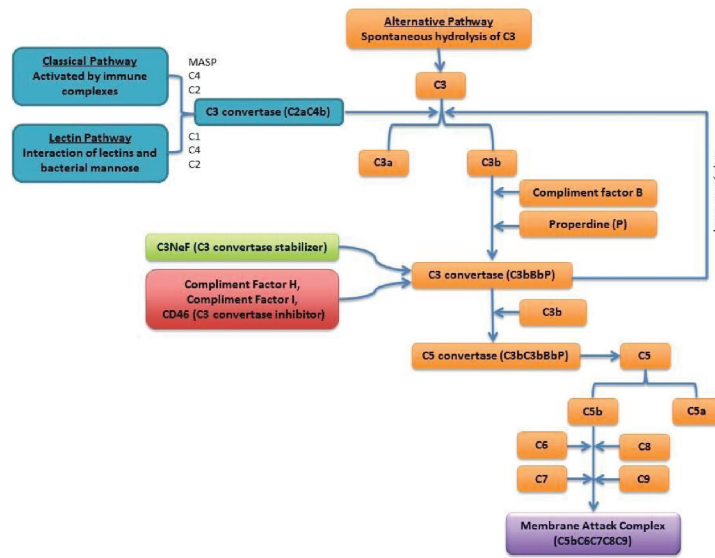 Alternative Pathway
Spontaneous hydrolysis of C3
Classical Pathway
Activated by immune
complexes
MASP
C4
C2
C3
C3 convertase (C2aC4b)
Lectin Pathway
Interaction of lectins and
bacterial mannose
C1
C4
C2
C3a
C3b
Compliment factor B
Properdine (P)
C3NeF (C3 convertase stabilizer)
C3 convertase (C3bBbP)
Compliment Factor H,
Compliment Factor I,
CD46 (C3 convertase inhibitor)
C3b
C5 convertase (C3bC3bBbP)
C5
C5b
C5a
C6
C8
C7
C9
Membrane Attack Complex
(C5bC6C7C8C9)